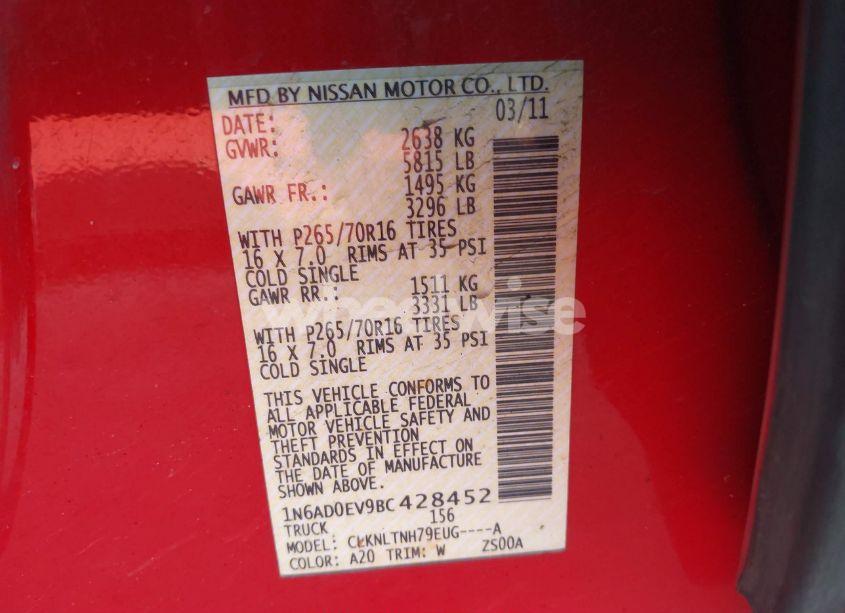 MFD BY NISSAN MOTOR CO., LTD.
DATE: 03/11
GVWR: 2638 KG
5815 LB
GAWR FR.: 1495 KG
3296 LB
WITH P265/70R16 TIRES
16 X 7.0 RIMS AT 35 PSI
COLD SINGLE
GAWR RR.: 1511 KG
3331 LB
WITH P265/70R16 TIRES
16 X 7.0 RIMS AT 35 PSI
COLD SINGLE
THIS VEHICLE CONFORMS TO
ALL APPLICABLE FEDERAL
MOTOR VEHICLE SAFETY AND
THEFT PREVENTION
STANDARDS IN EFFECT ON
THE DATE OF MANUFACTURE
SHOWN ABOVE.
1N6AD0EV9BC428452
TRUCK 156
MODEL: CLKNLTNH79EUG----A
COLOR: A20 TRIM: W ZS00A